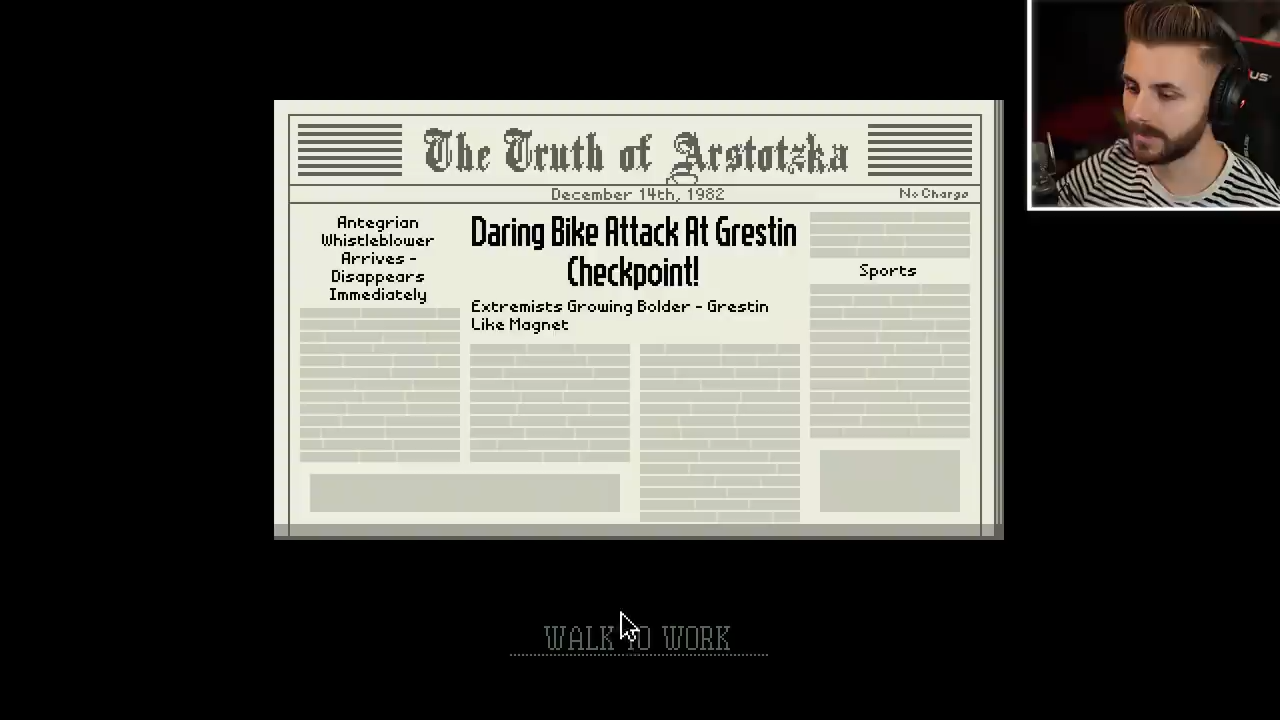 The Truth of Arstotzka
December 14th, 1982
No Charge
Antegrian
Whistleblower
Arrives -
Disappears
Immediately
Daring Bike Attack At Grestin
Checkpoint!
Extremists Growing Bolder - Grestin
Like Magnet
Sports
WALK TO WORK